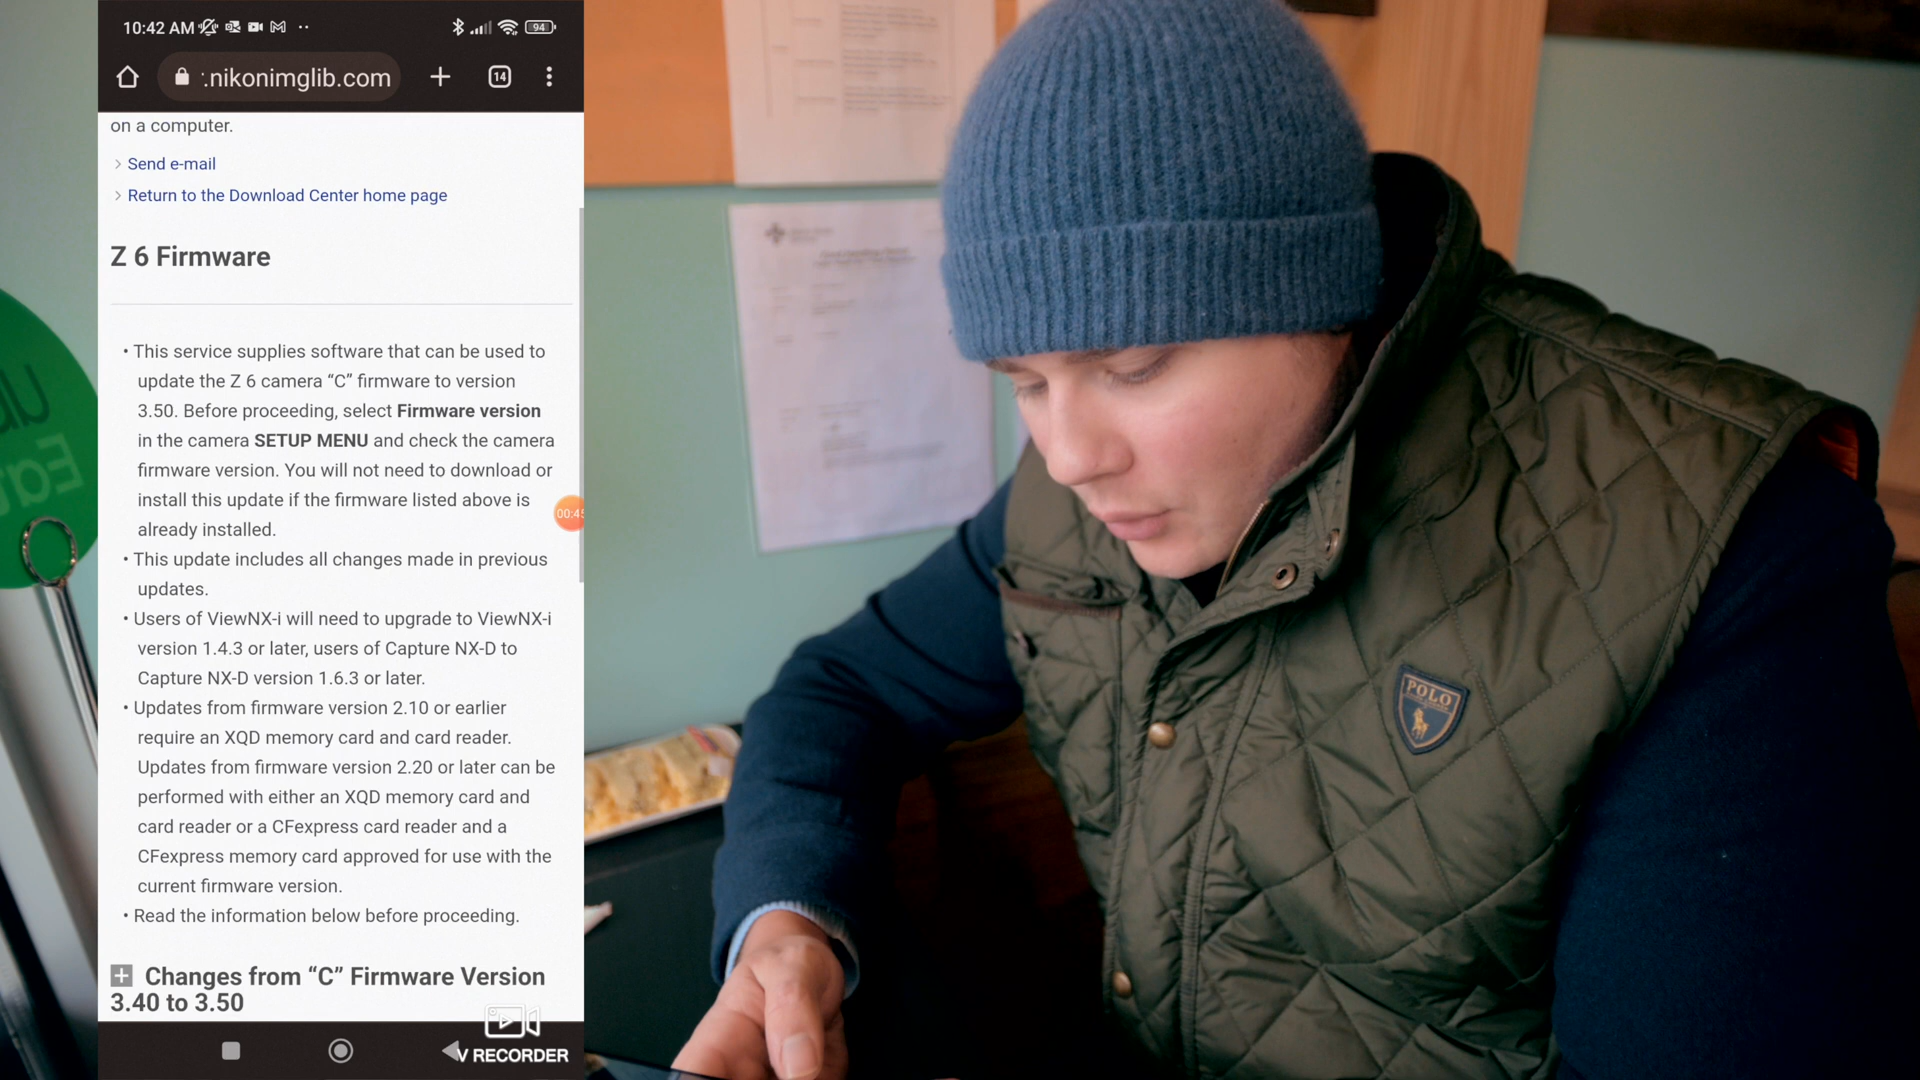 10:42 AM
94
:.nikonimglib.com
14
on a computer.
Send e-mail
Return to the Download Center home page
Z 6 Firmware
• This service supplies software that can be used to
update the Z 6 camera “C” firmware to version
3.50. Before proceeding, select Firmware version
in the camera SETUP MENU and check the camera
firmware version. You will not need to download or
install this update if the firmware listed above is
already installed.
• This update includes all changes made in previous
updates.
• Users of ViewNX-i will need to upgrade to ViewNX-i
version 1.4.3 or later, users of Capture NX-D to
Capture NX-D version 1.6.3 or later.
• Updates from firmware version 2.10 or earlier
require an XQD memory card and card reader.
Updates from firmware version 2.20 or later can be
performed with either an XQD memory card and
card reader or a CFexpress card reader and a
CFexpress memory card approved for use with the
current firmware version.
• Read the information below before proceeding.
Changes from “C” Firmware Version
3.40 to 3.50
V RECORDER
POLO